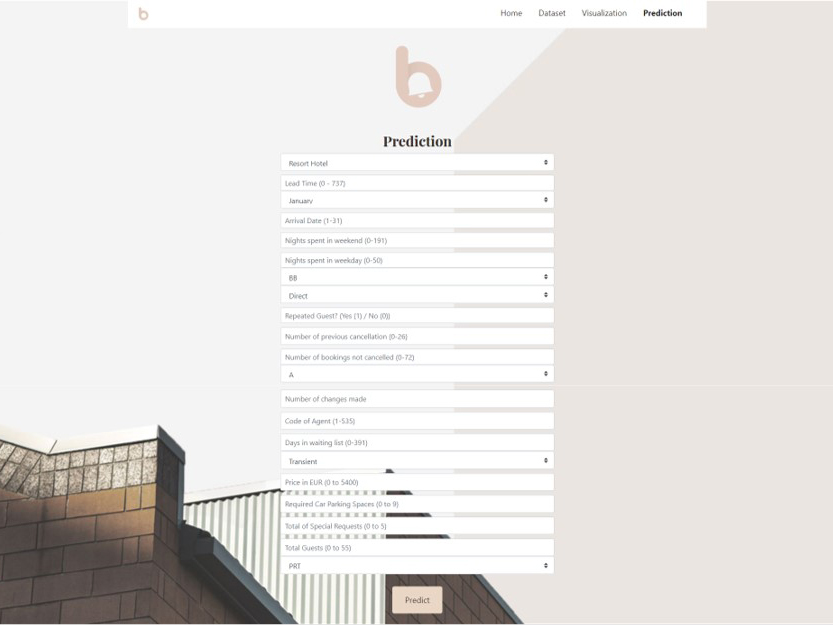 b
Home Dataset Visualization Prediction
b
Prediction
Resort Hotel
Lead Time (0 - 737)
January
Arrival Date (1-31)
Nights spent in weekend (0-191)
Nights spent in weekday (0-50)
BB
Direct
Repeated Guest? (Yes (1) / No (0))
Number of previous cancellation (0-26)
Number of bookings not cancelled (0-72)
A
Number of changes made
Code of Agent (1-535)
Days in waiting list (0-391)
Transient
Price in EUR (0 to 5400)
Required Car Parking Spaces (0 to 9)
Total of Special Requests (0 to 5)
Total Guests (0 to 55)
PRT
Predict